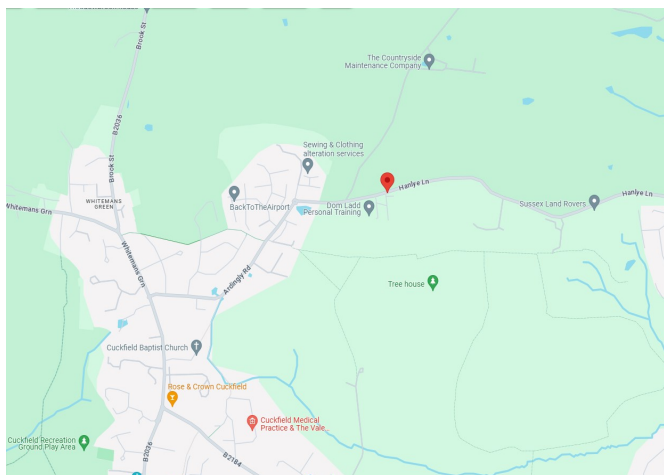 Brook St
B2036
Brook St
The Countryside
Maintenance Company
Sewing & Clothing
alteration services
Hanlye Ln
WHITEMANS
GREEN
BackToTheAirport
Dom Ladd
Personal Training
Sussex Land Rovers
Hanlye Ln
Whitemans Grn
Whitemans Grn
Ardingly Rd
Tree house
Cuckfield Baptist Church
Rose & Crown Cuckfield
Cuckfield Medical
Practice & The Vale...
Cuckfield Recreation
Ground Play Area
B2036
B2184